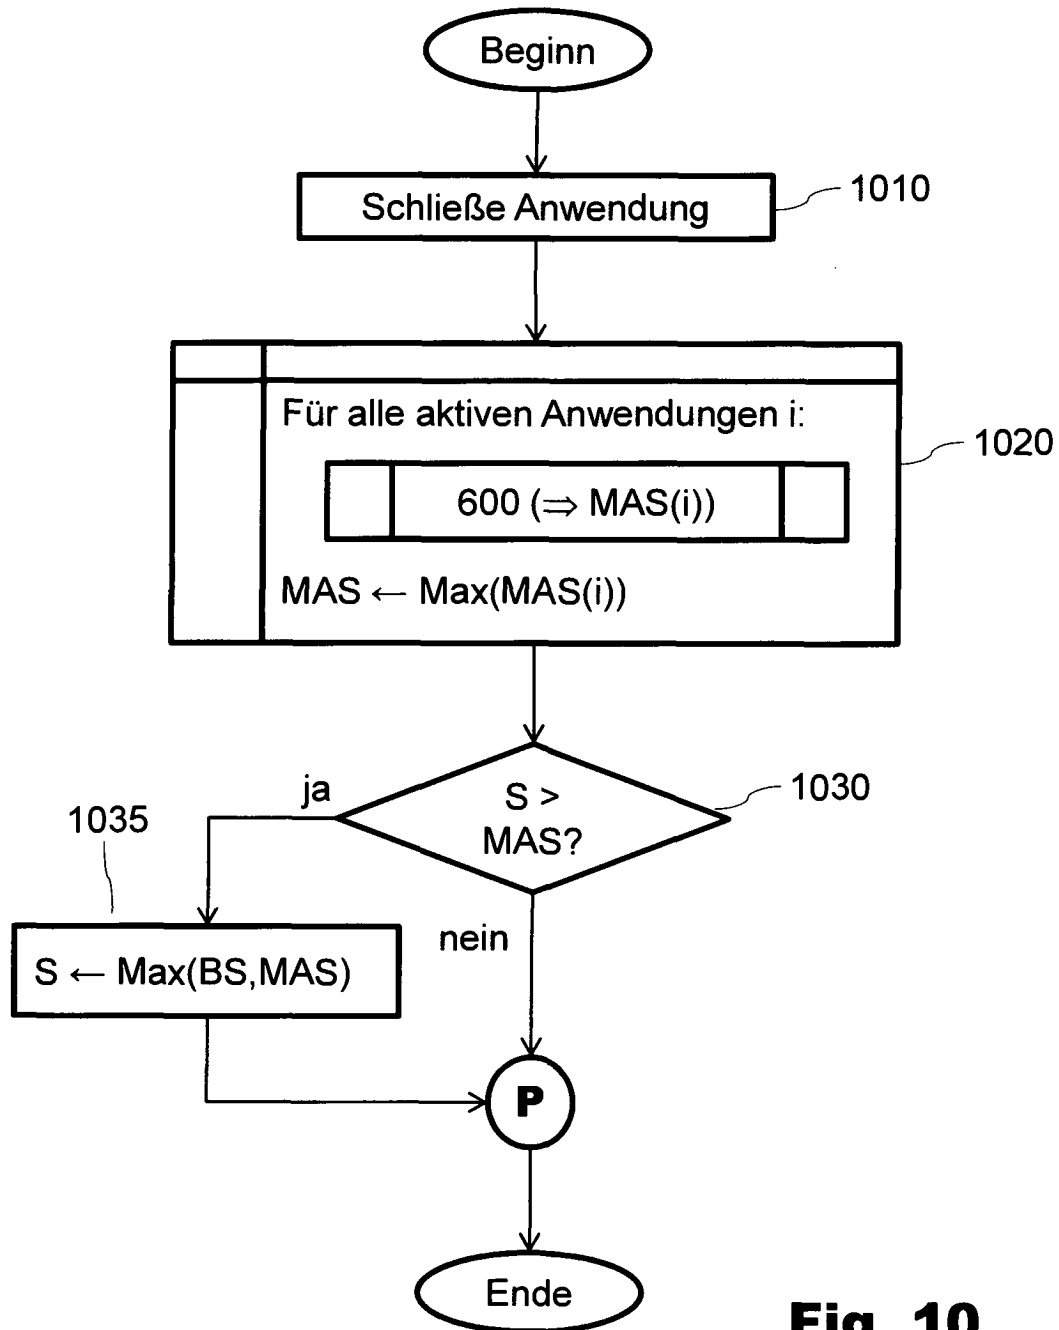 Beginn
Schließe Anwendung
1010
Für alle aktiven Anwendungen i:
1020
600 (⇒ MAS(i))
MAS ← Max(MAS(i))
ja
S >
MAS?
1030
1035
nein
S ← Max(BS,MAS)
P
Ende
Fig. 10